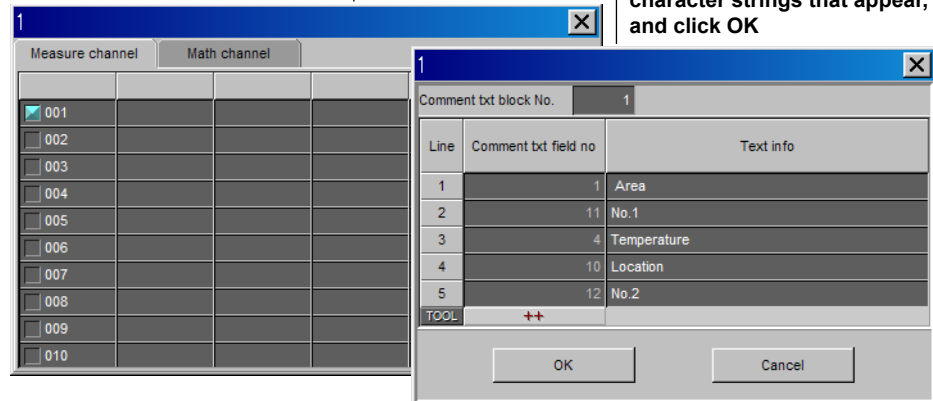 character strings that appear,
and click OK
1
Measure channel Math channel
001
002
003
004
005
006
007
008
009
010
1
Comment txt block No. 1
Line Comment txt field no Text info
1 1 Area
2 11 No.1
3 4 Temperature
4 10 Location
5 12 No.2
TOOL ++
OK Cancel